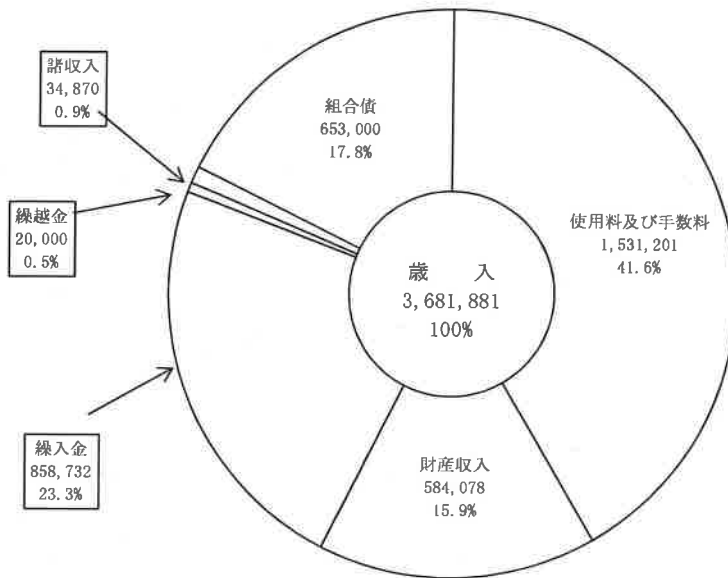 諸収入
34,870
0.9%
組合債
653,000
17.8%
繰越金
20,000
0.5%
使用料及び手数料
1,531,201
41.6%
歳 入
3,681,881
100%
繰入金
858,732
23.3%
財産収入
584,078
15.9%